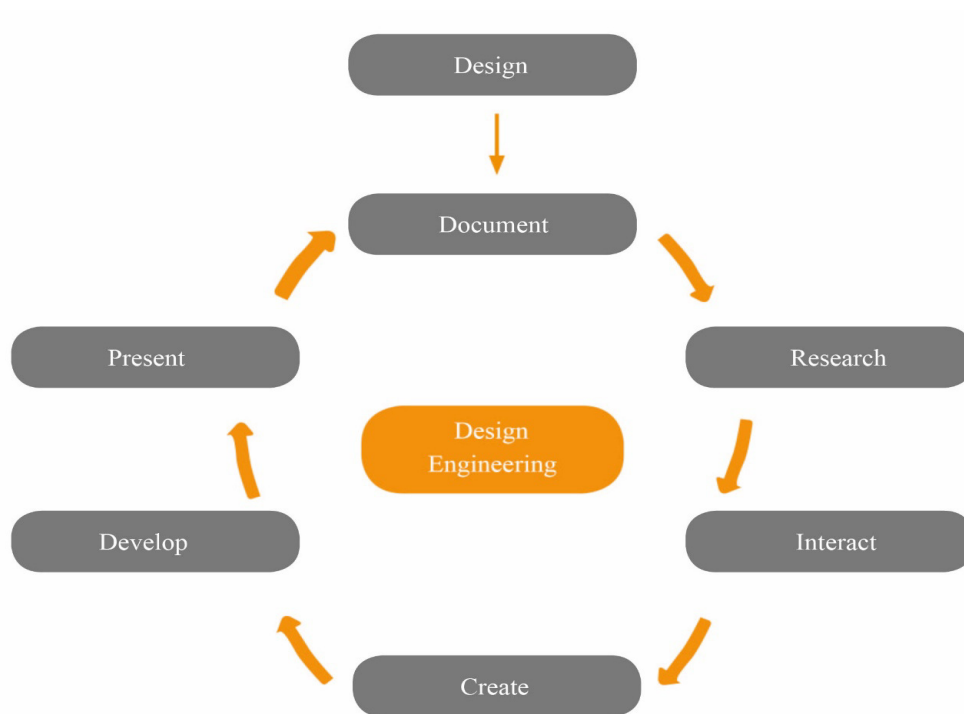 Design
Document
Present
Research
Design
Engineering
Develop
Interact
Create